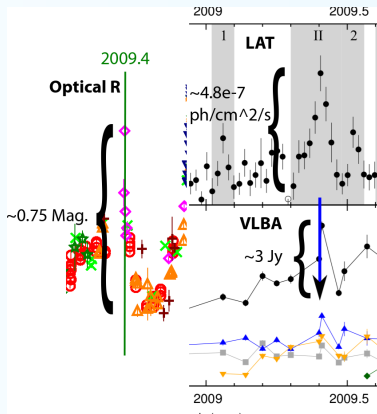 2009
2009.5
1
II
2
LAT
2009.4
Optical R
~4.8e-7
ph/cm^2/s
~0.75 Mag.
VLBA
~3 Jy
2009
2009.5